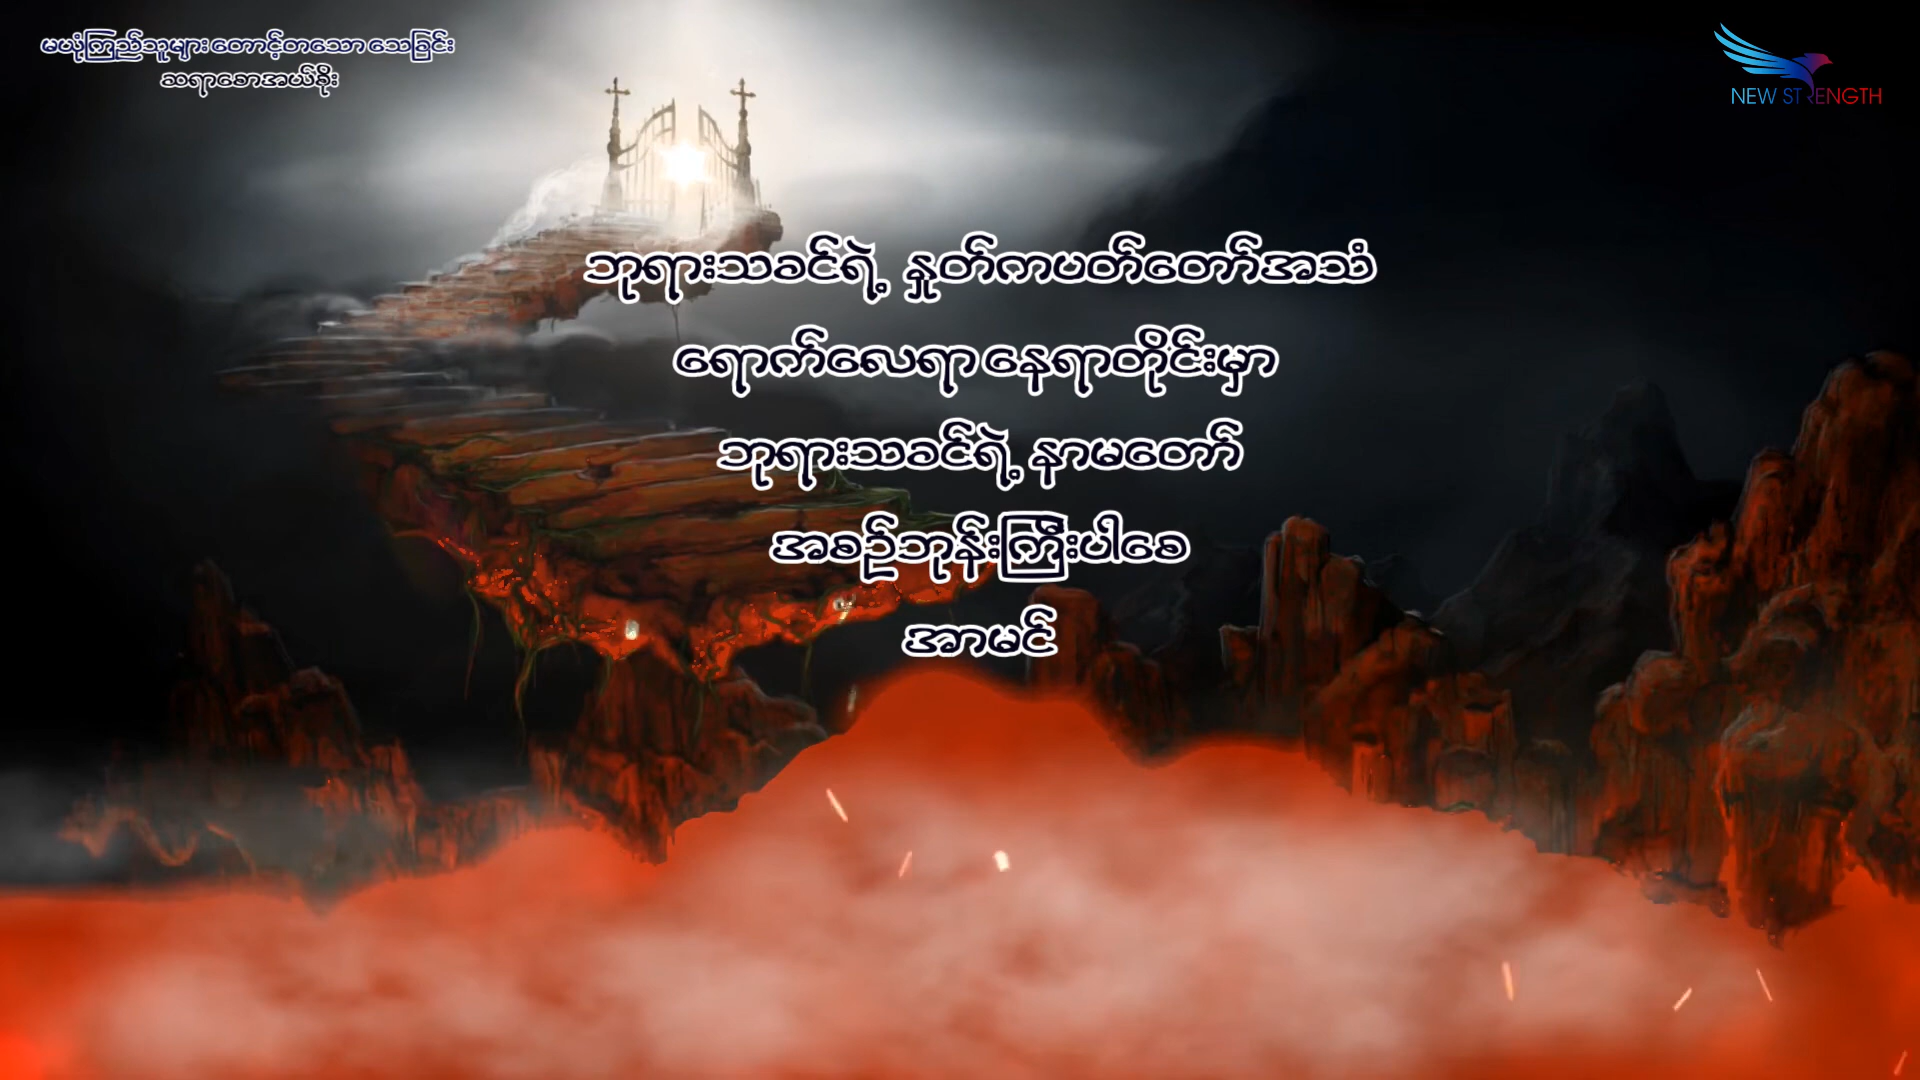 မယုံကြည်သူများ တောင့်တသော သေခြင်း
ဆရာစောအယ်စိုး
NEW STRENGTH
ဘုရားသခင်ရဲ့ နှုတ်ကပတ်တော်အသံ
ရောက်လေရာ နေရာတိုင်းမှာ
ဘုရားသခင်ရဲ့ နာမတော်
အစဉ်ဘုန်းကြီးပါစေ
အာမင်